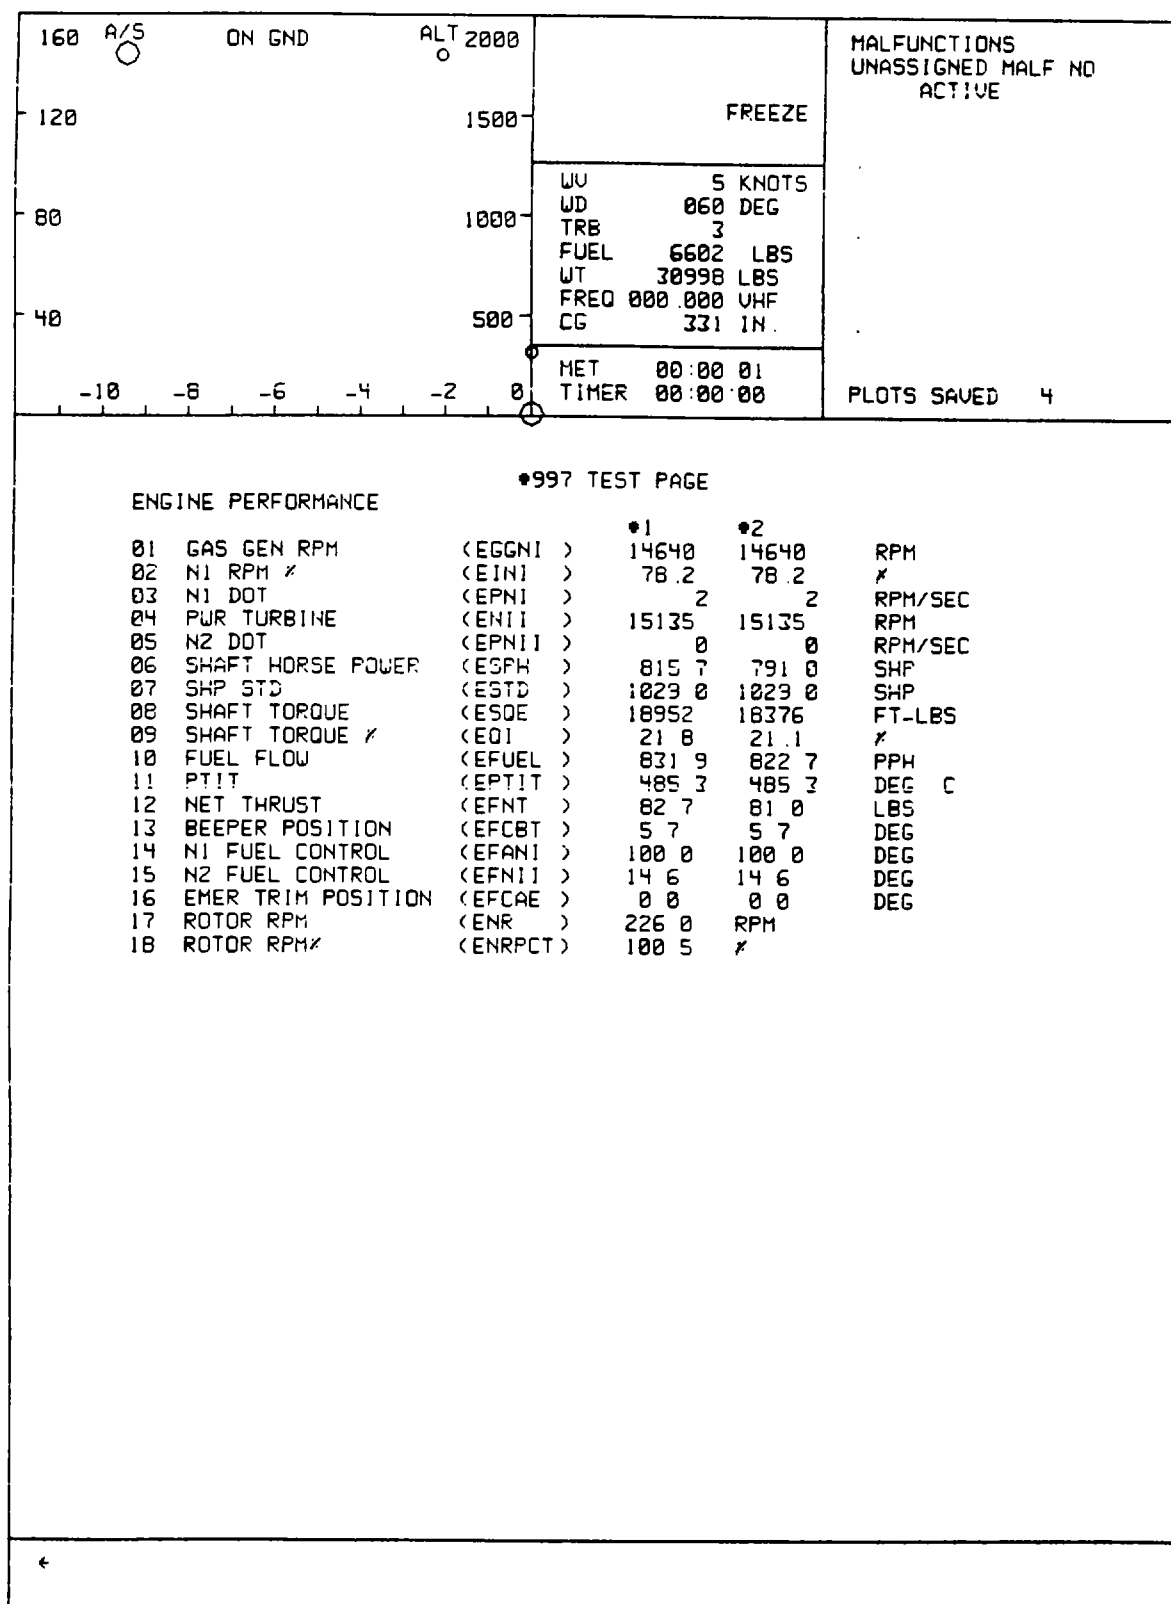 160 A/S ON GND ALT 2000
120 1500
80 1000
40 500
-10 -8 -6 -4 -2 0
FREEZE
WV 5 KNOTS
WD 060 DEG
TRB 3
FUEL 6602 LBS
WT 30998 LBS
FREQ 000.000 VHF
CG 331 IN.
MET 00:00 01
TIMER 00:00:00
MALFUNCTIONS
UNASSIGNED MALF NO
ACTIVE
PLOTS SAVED 4
#997 TEST PAGE
ENGINE PERFORMANCE
#1 #2
01 GAS GEN RPM (EGGNI ) 14640 14640 RPM
02 N1 RPM % (EINI ) 78.2 78.2 %
03 N1 DOT (EPNI ) 2 2 RPM/SEC
04 PWR TURBINE (ENII ) 15135 15135 RPM
05 N2 DOT (EPNII ) 0 0 RPM/SEC
06 SHAFT HORSE POWER (ESPH ) 815 7 791 0 SHP
07 SHP STD (ESTD ) 1029 0 1029 0 SHP
08 SHAFT TORQUE (ESQE ) 18952 18376 FT-LBS
09 SHAFT TORQUE % (EQI ) 21 8 21.1 %
10 FUEL FLOW (EFUEL ) 831 9 822 7 PPH
11 PTIT (EPTIT ) 485 3 485 3 DEG C
12 NET THRUST (EFNT ) 82 7 81 0 LBS
13 BEEPER POSITION (EFCBT ) 5 7 5 7 DEG
14 N1 FUEL CONTROL (EFANI ) 100 0 100 0 DEG
15 N2 FUEL CONTROL (EFNII ) 14 6 14 6 DEG
16 EMER TRIM POSITION (EFCAE ) 0 0 0 0 DEG
17 ROTOR RPM (ENR ) 226 0 RPM
18 ROTOR RPM% (ENRPCT) 100 5 %
←